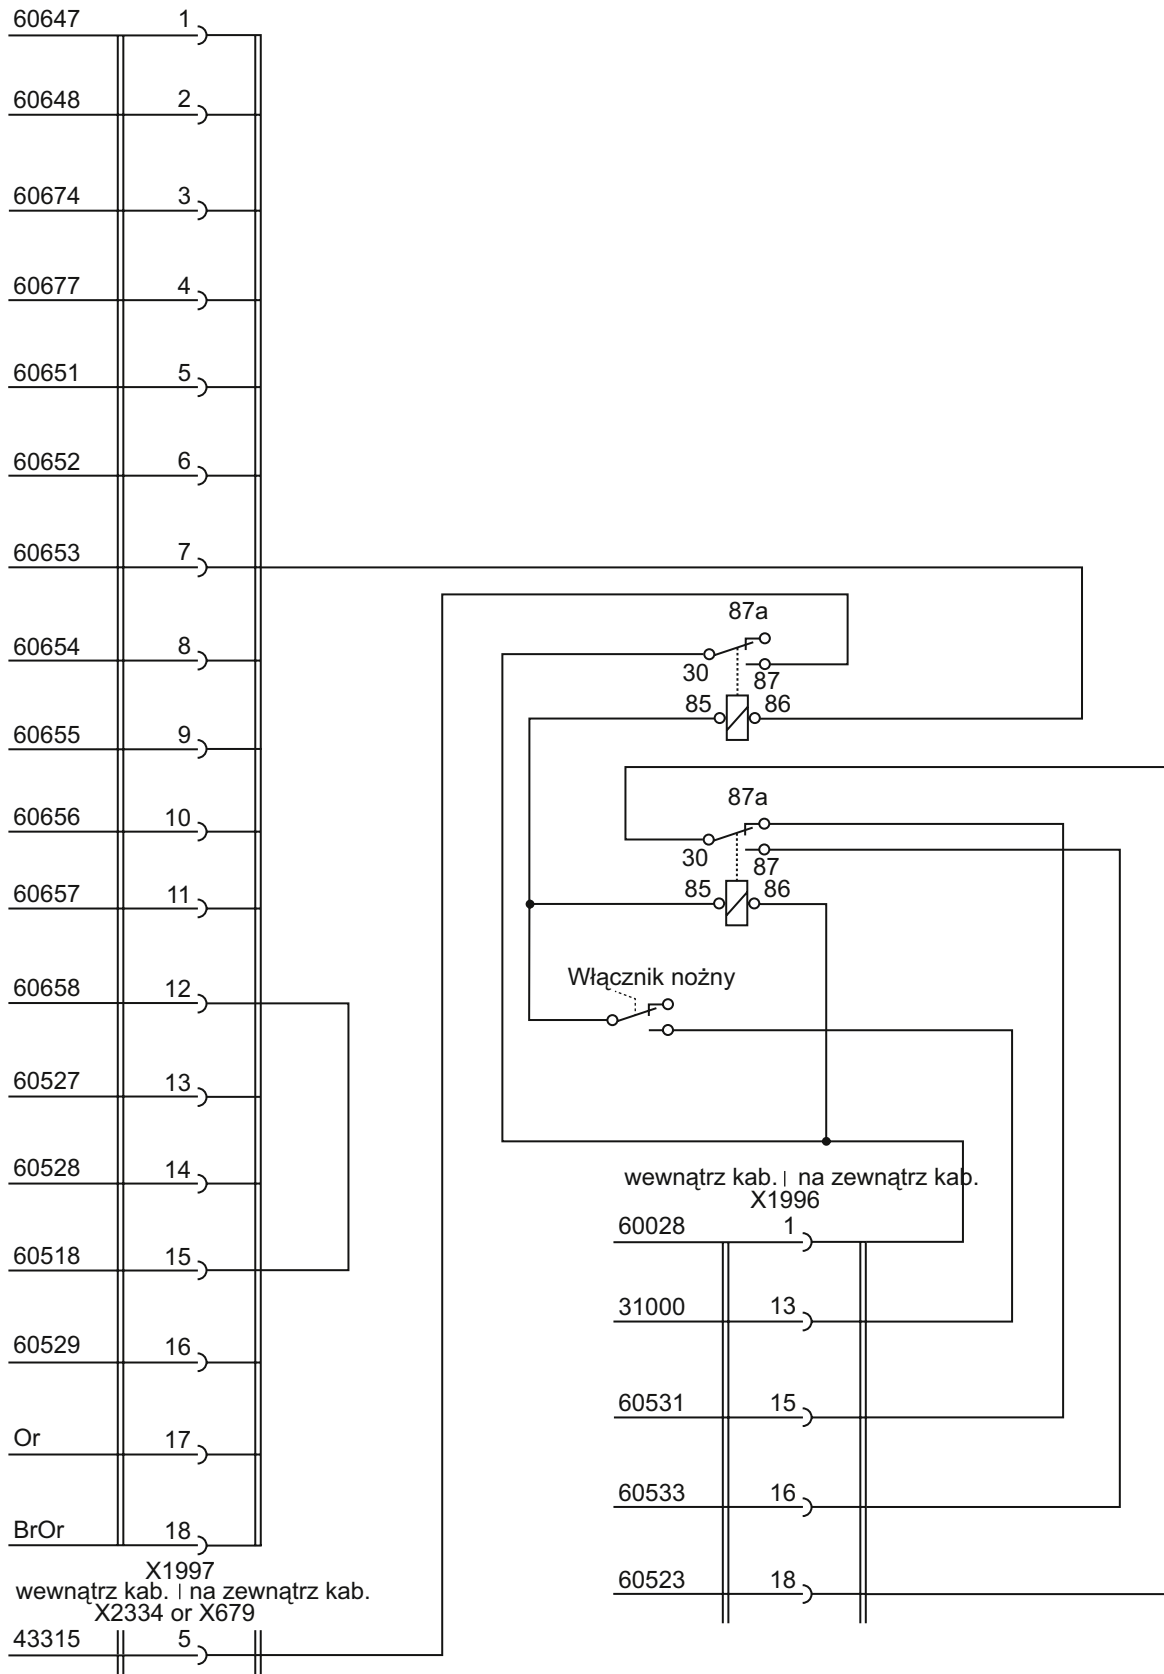 60647 1
60648 2
60674 3
60677 4
60651 5
60652 6
60653 7
60654 8
60655 9
60656 10
60657 11
60658 12
60527 13
60528 14
60518 15
60529 16
Or 17
BrOr 18
X1997
wewnątrz kab. | na zewnątrz kab.
X2334 or X679
43315 5
87a
30
87
85 86
87a
30
87
85 86
Włącznik nożny
wewnątrz kab. | na zewnątrz kab.
X1996
60028 1
31000 13
60531 15
60533 16
60523 18